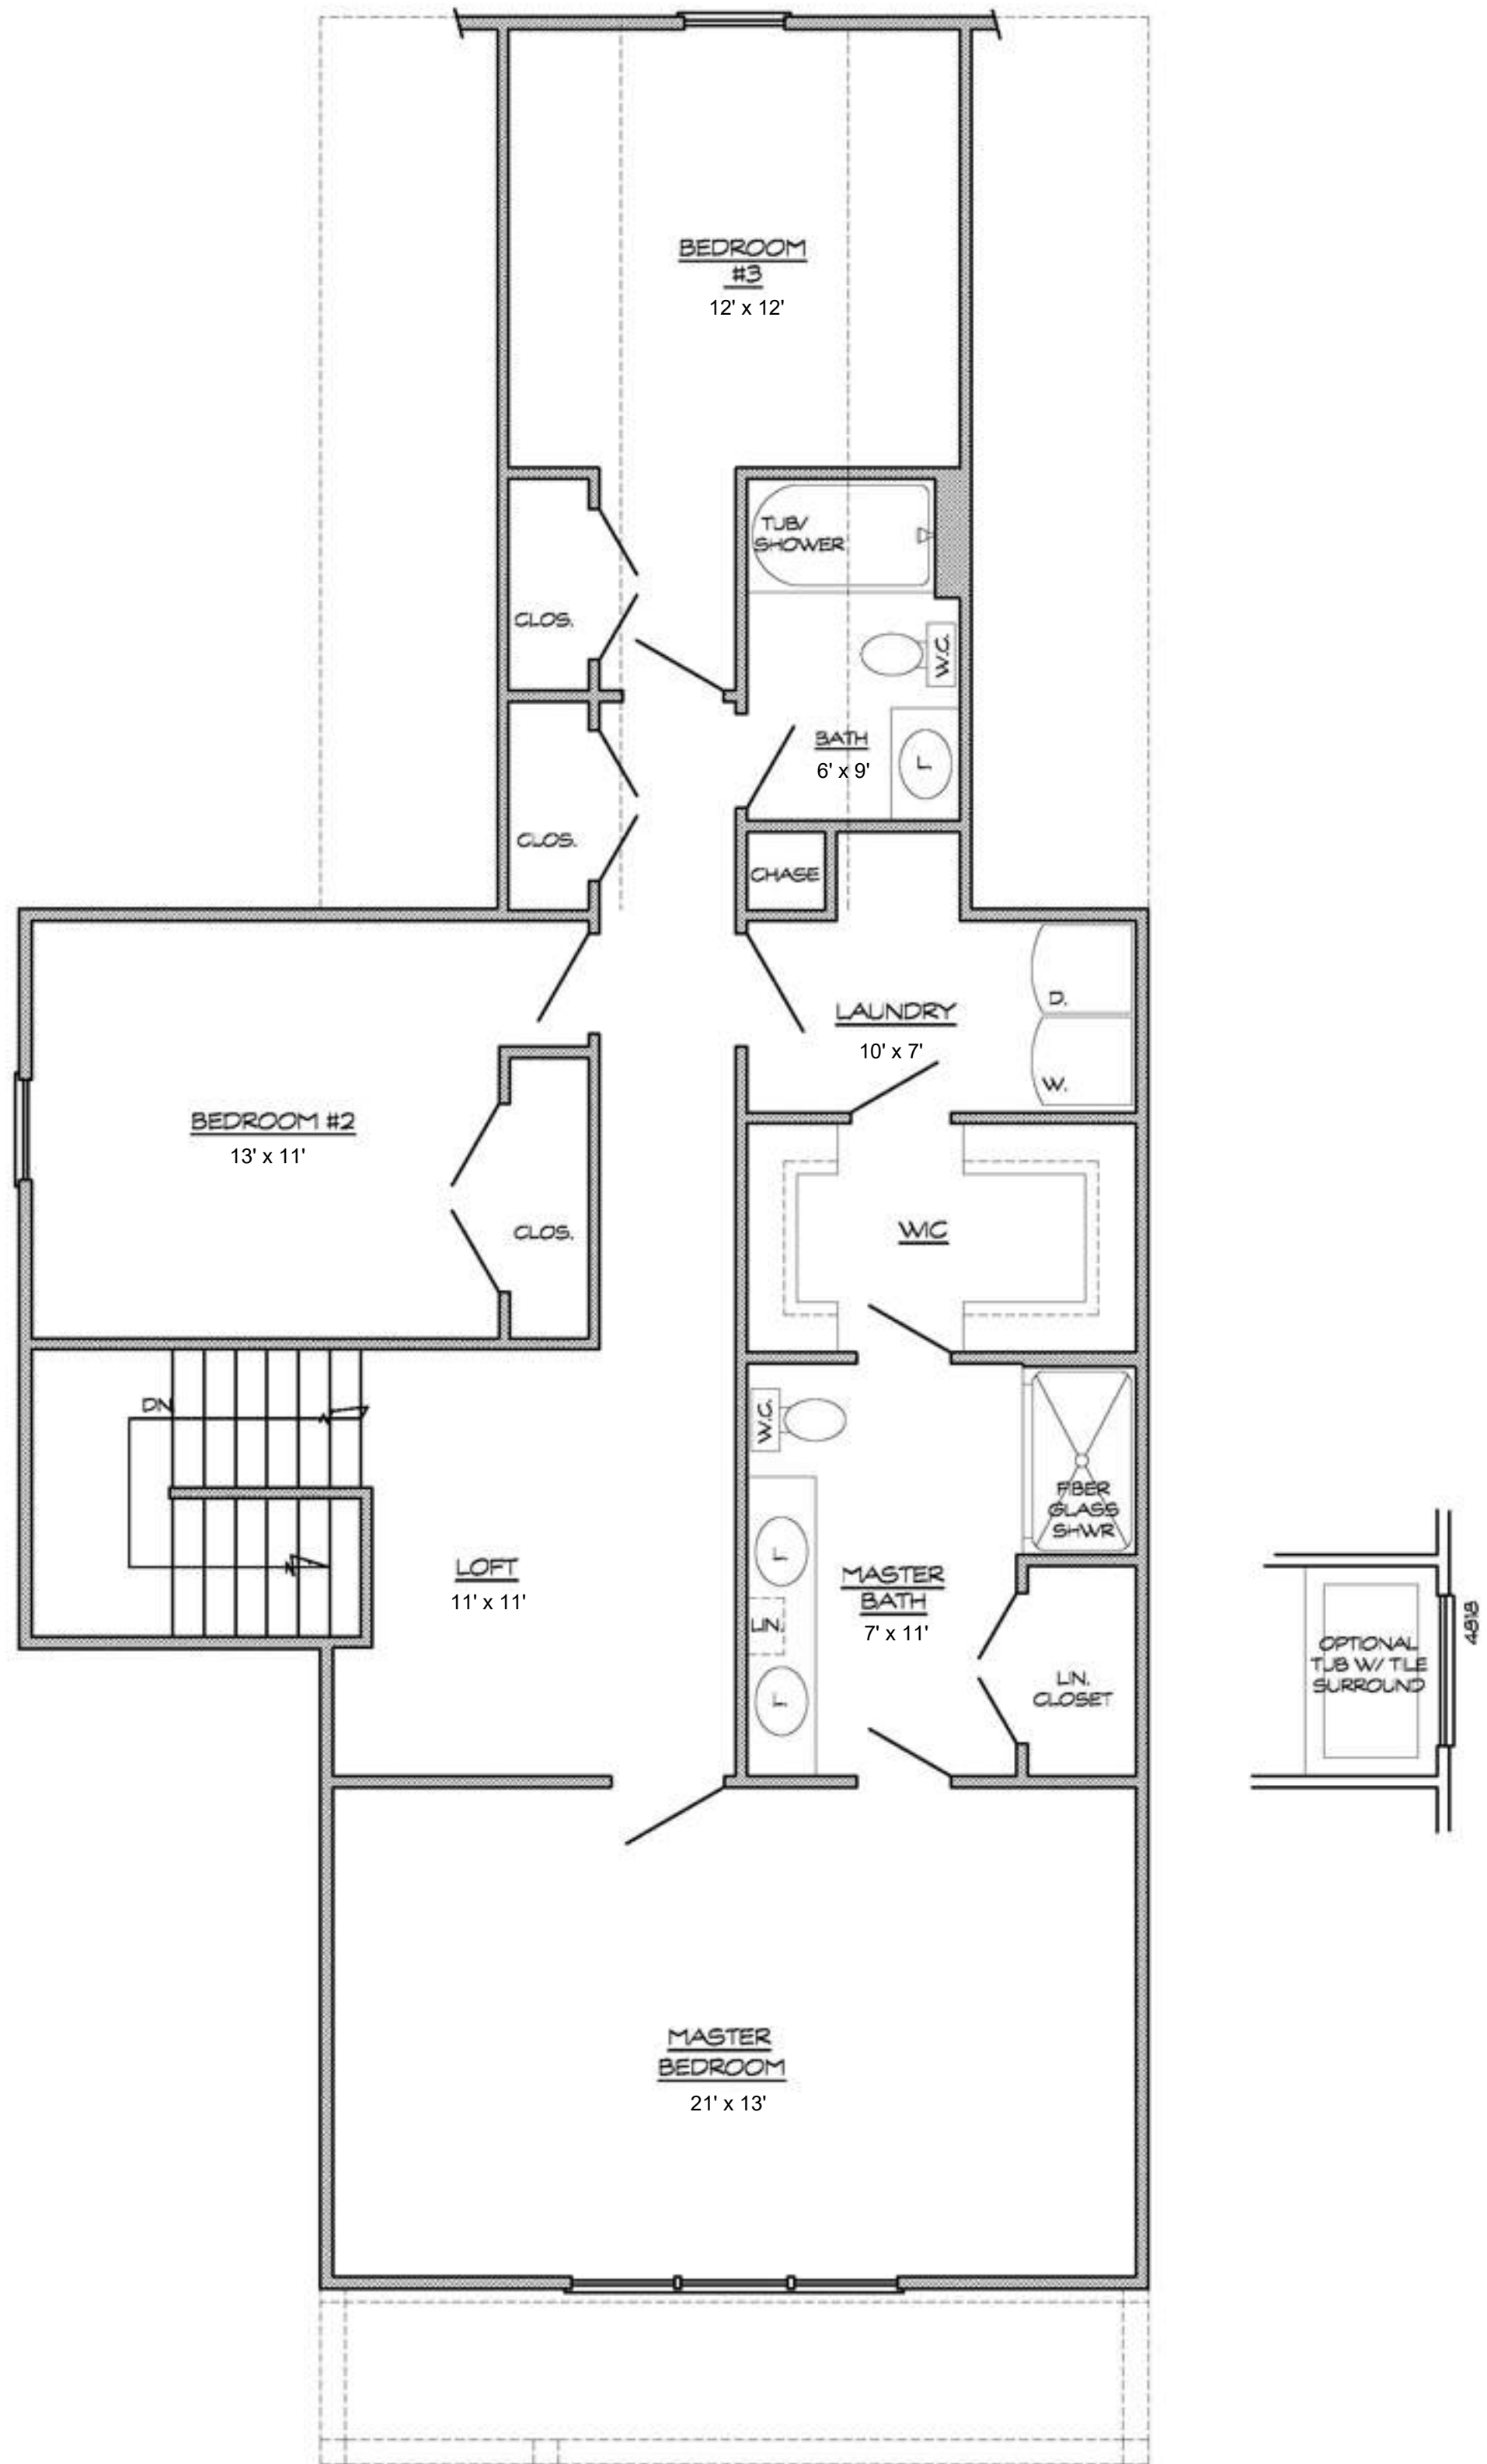 BEDROOM
#3
12' x 12'
TUB/
SHOWER
CLOS.
W.C.
BATH
6' x 9'
CLOS.
CHASE
D.
LAUNDRY
10' x 7'
W.
BEDROOM #2
13' x 11'
CLOS.
WIC
DN
W.C.
FIBER
GLASS
SHWR
LOFT
11' x 11'
MASTER
BATH
7' x 11'
LIN.
LIN.
CLOSET
OPTIONAL
TUB W/ TILE
SURROUND
4818
MASTER
BEDROOM
21' x 13'